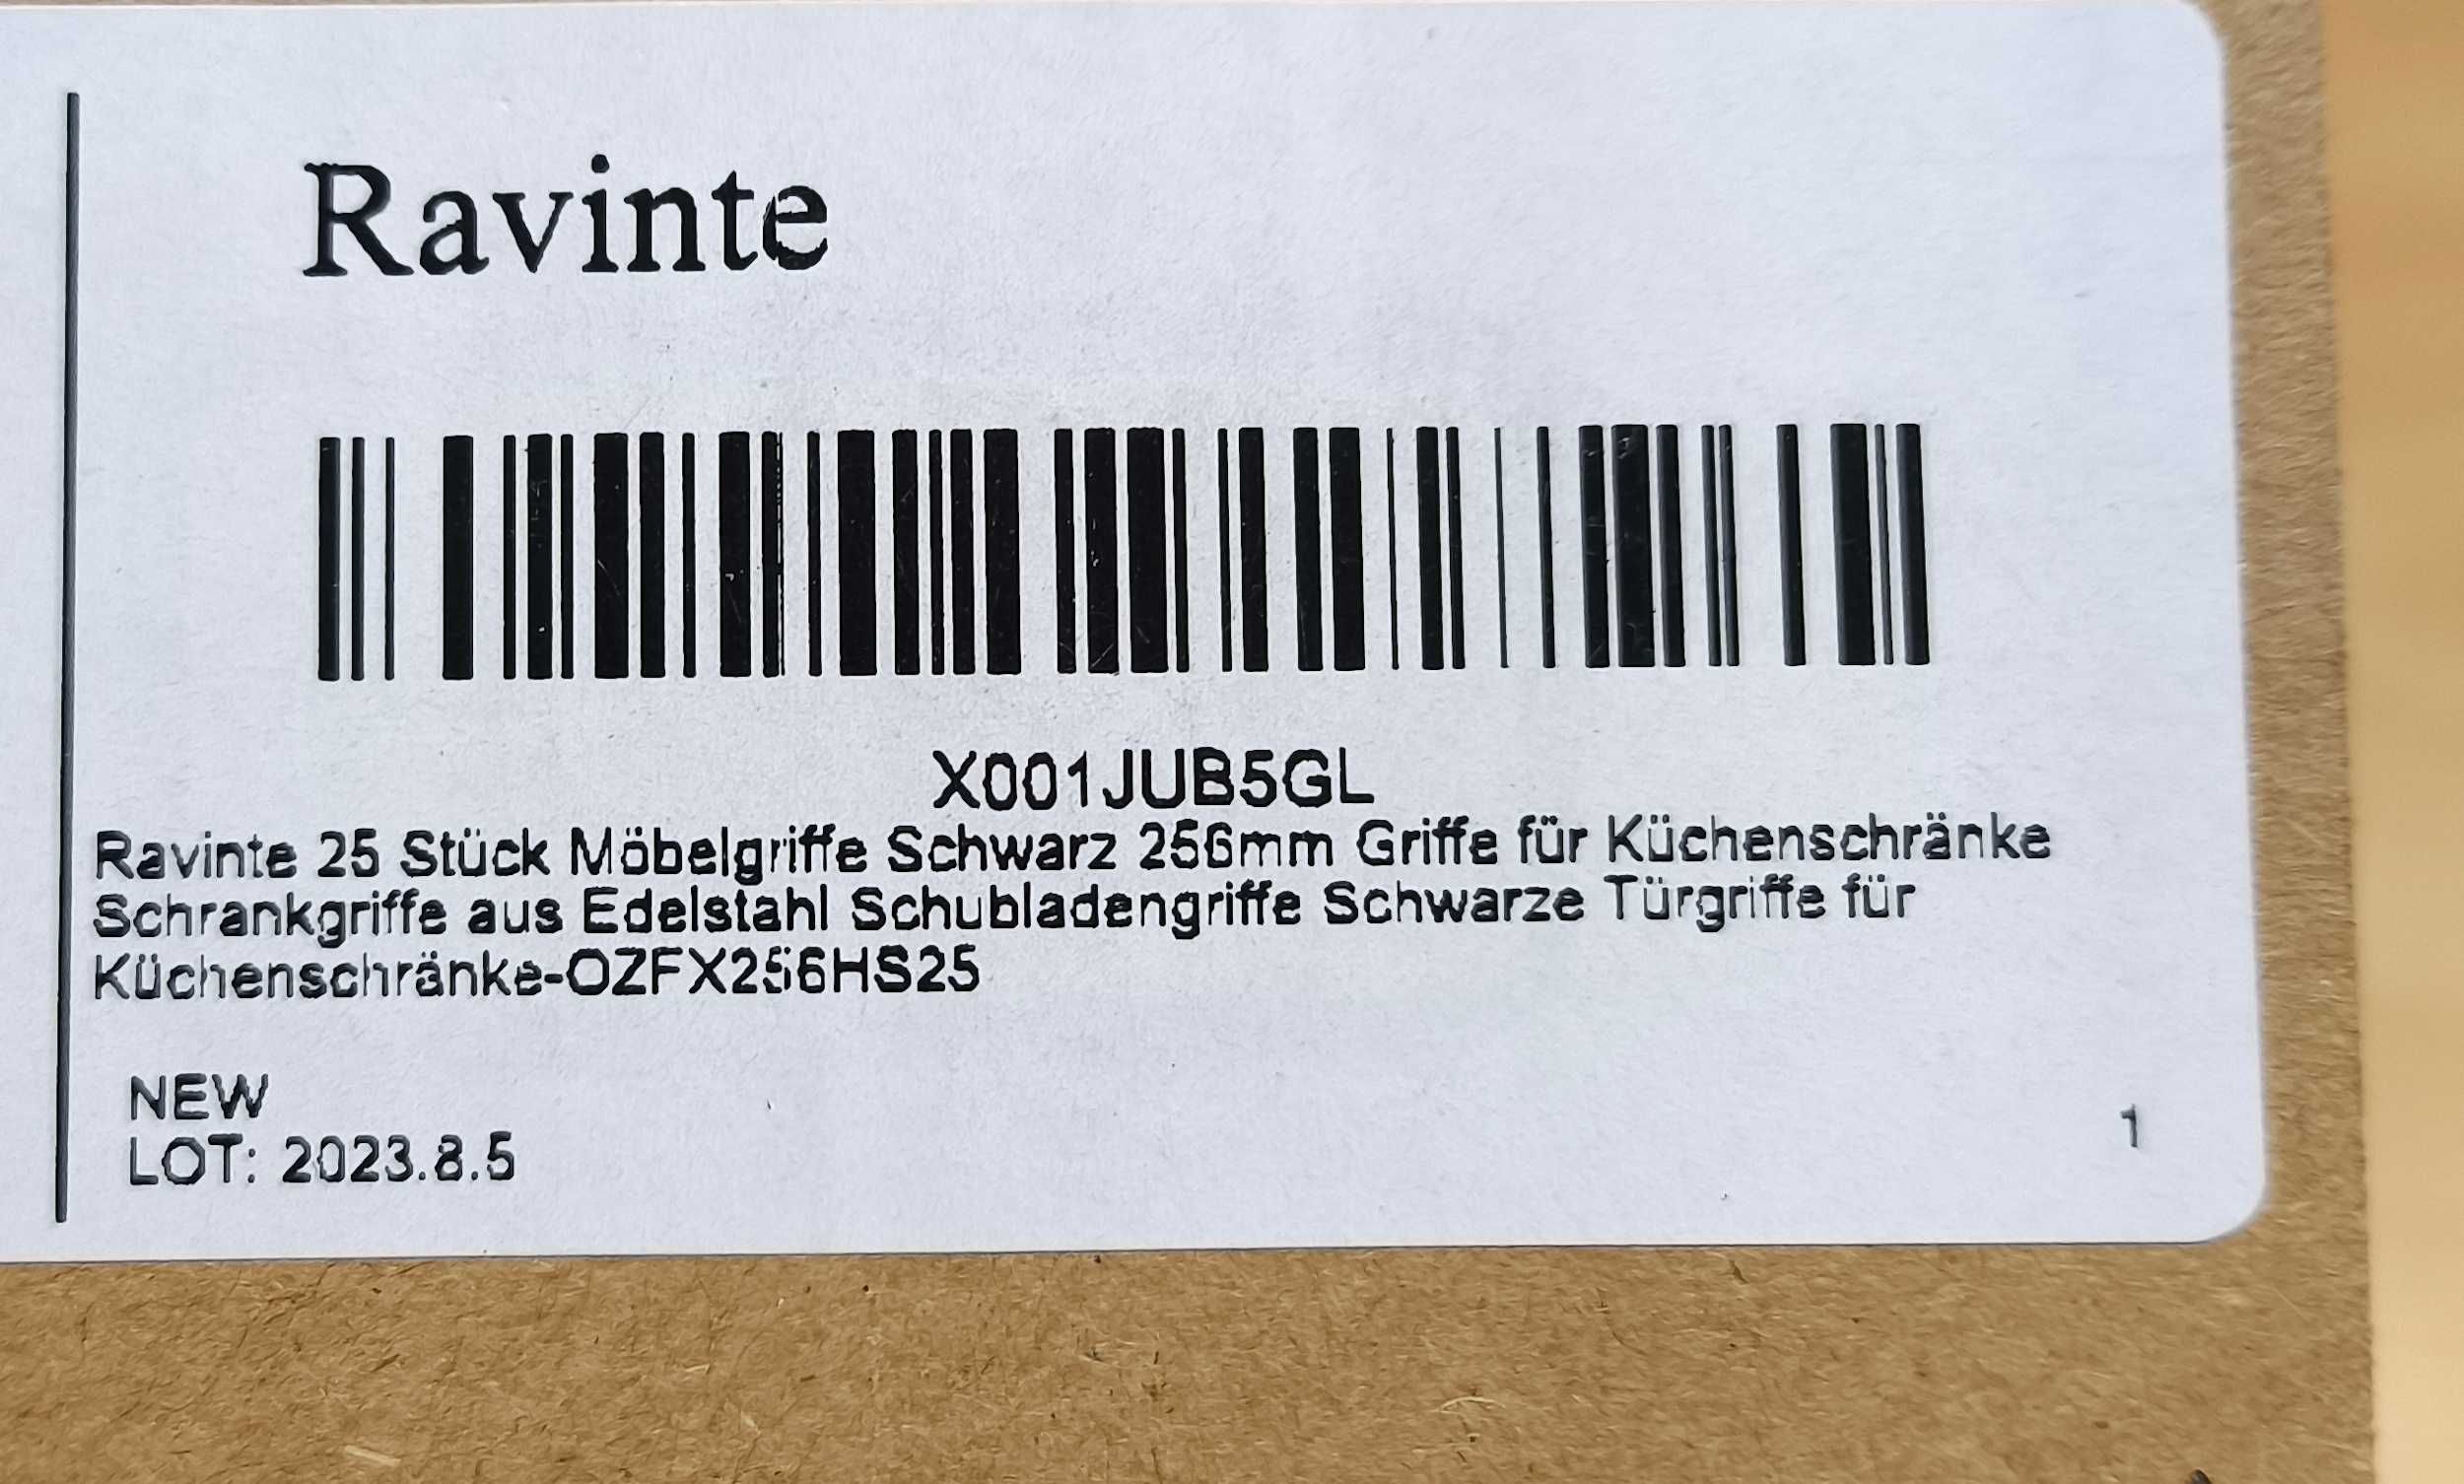 Ravinte
X001JUB5GL
Ravinte 25 Stück Möbelgriffe Schwarz 256mm Griffe für Küchenschränke
Schrankgriffe aus Edelstahl Schubladengriffe Schwarze Türgriffe für
Küchenschränke-OZFX256HS25
NEW
1
LOT: 2023.8.5